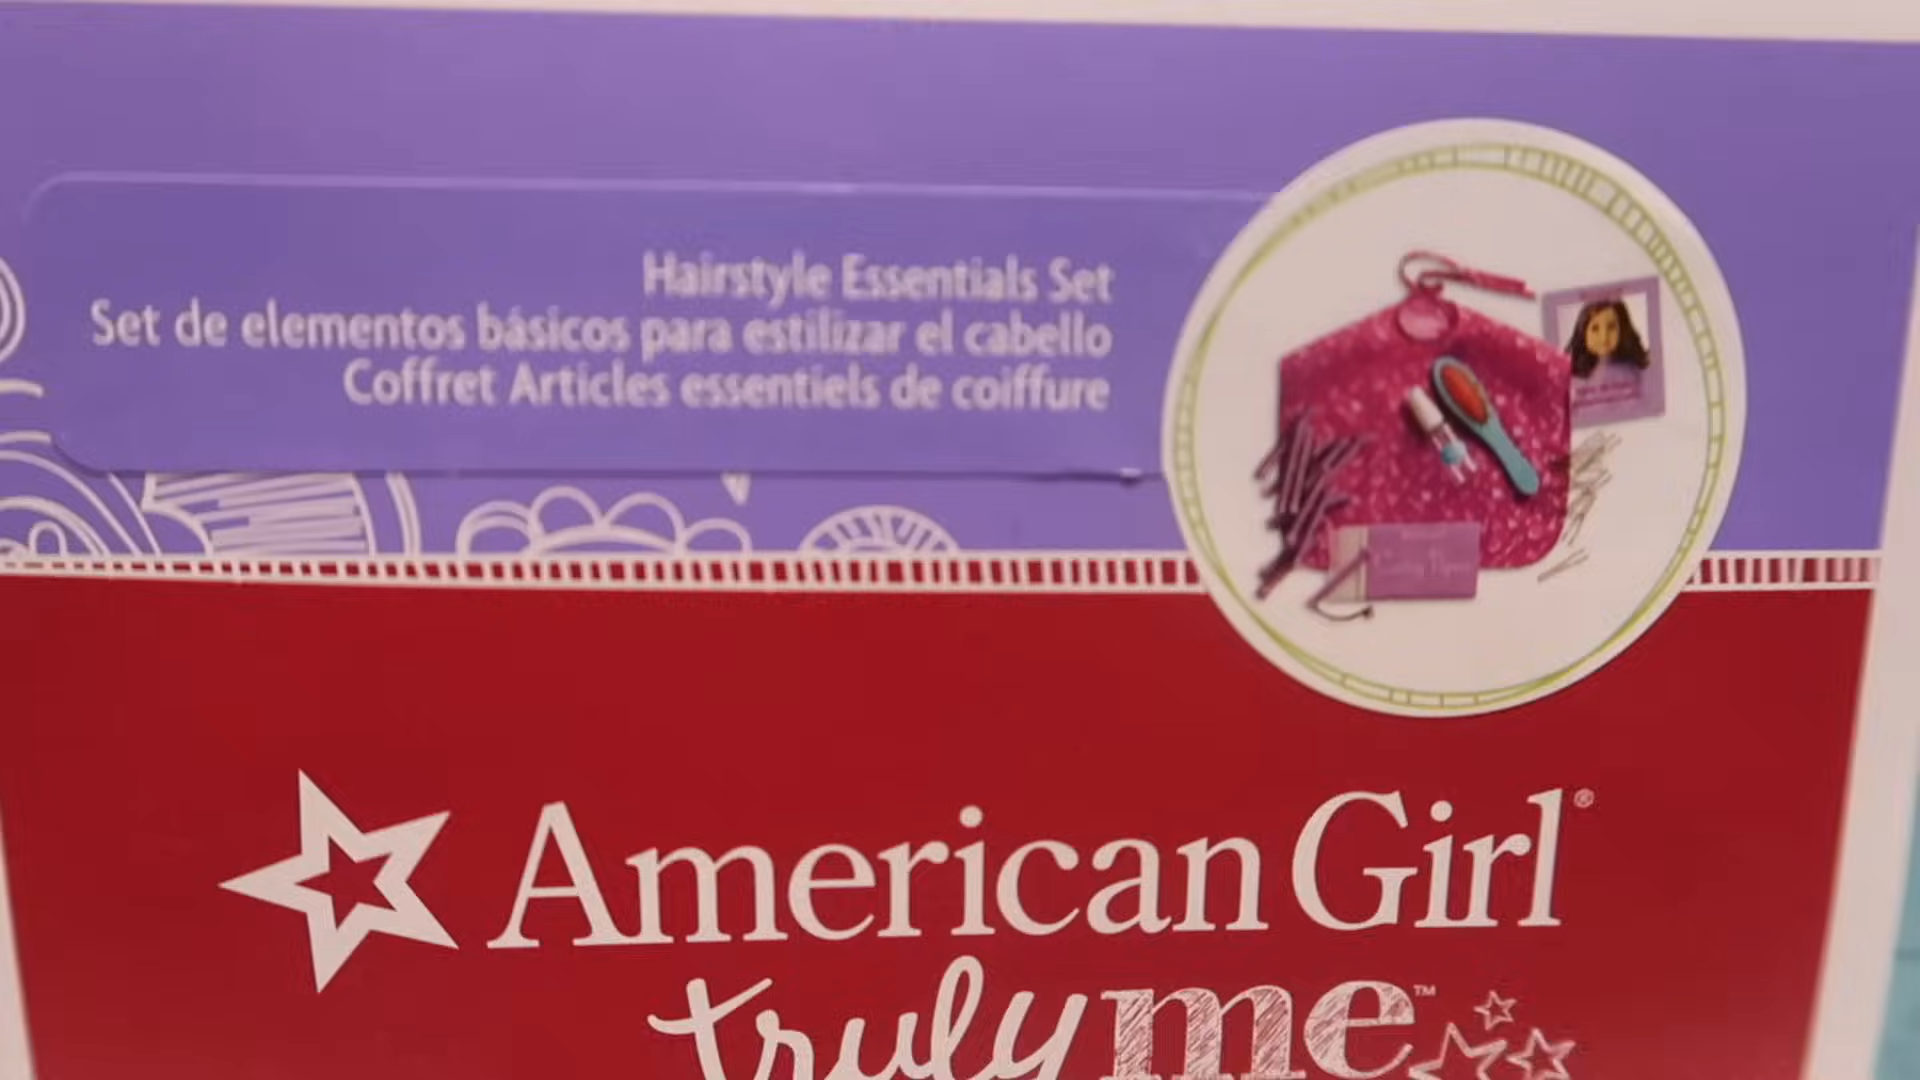 Hairstyle Essentials Set
Set de elementos básicos para estilizar el cabello
Coffret Articles essentiels de coiffure
American Girl®
truly me™